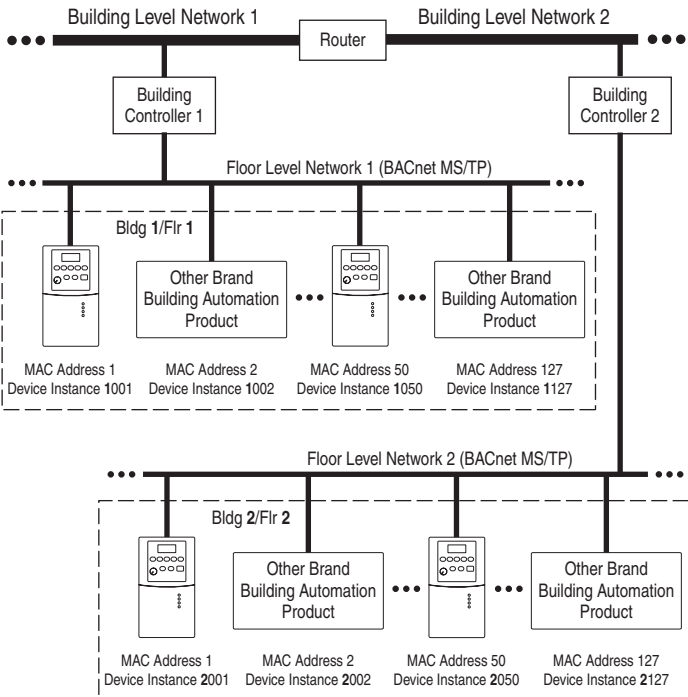 Building Level Network 1
Building Level Network 2
Router
Building
Controller 1
Building
Controller 2
Floor Level Network 1 (BACnet MS/TP)
Bldg 1/Flr 1
Other Brand
Building Automation
Product
Other Brand
Building Automation
Product
MAC Address 1
Device Instance 1001
MAC Address 2
Device Instance 1002
MAC Address 50
Device Instance 1050
MAC Address 127
Device Instance 1127
Floor Level Network 2 (BACnet MS/TP)
Bldg 2/Flr 2
Other Brand
Building Automation
Product
Other Brand
Building Automation
Product
MAC Address 1
Device Instance 2001
MAC Address 2
Device Instance 2002
MAC Address 50
Device Instance 2050
MAC Address 127
Device Instance 2127